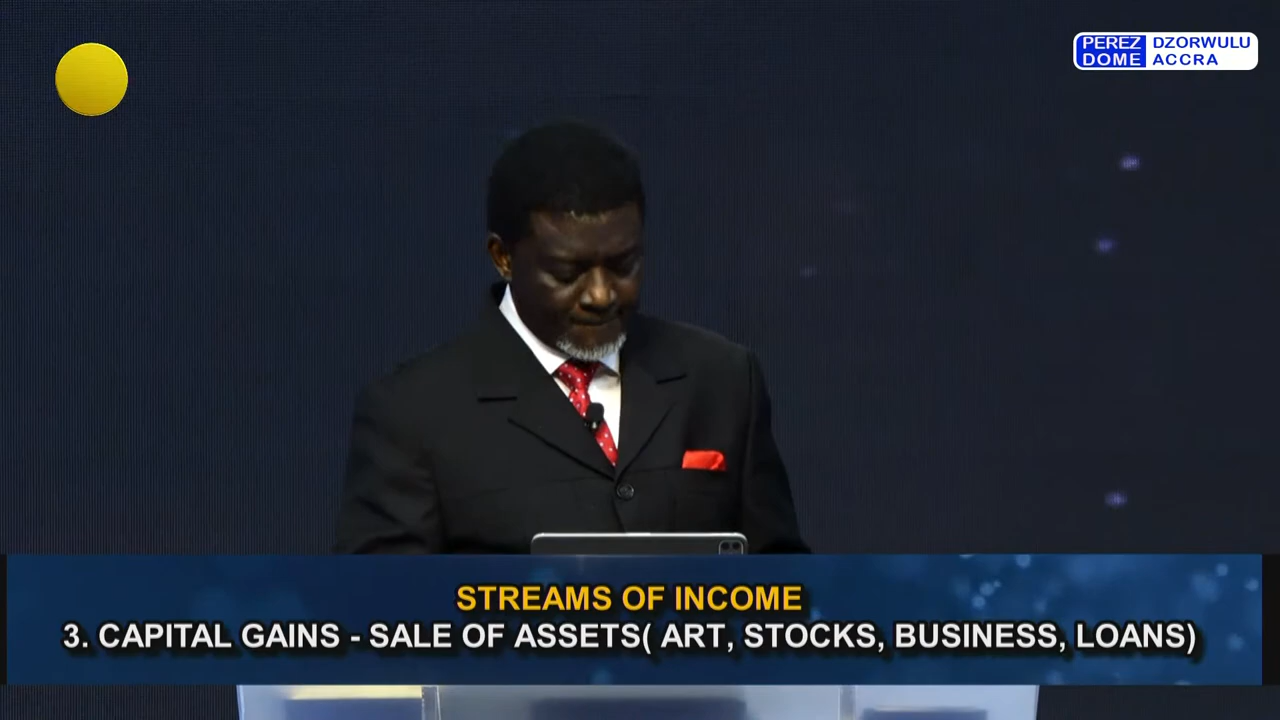 PEREZ DOME
DZORWULU ACCRA
STREAMS OF INCOME
3. CAPITAL GAINS - SALE OF ASSETS( ART, STOCKS, BUSINESS, LOANS)